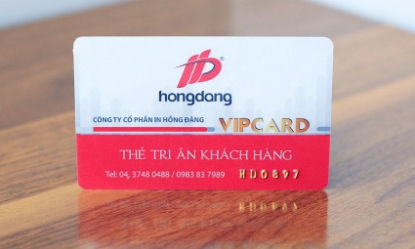 hongdang
CÔNG TY CỔ PHẦN IN HỒNG ĐĂNG
VIPCARD
THẺ TRI ÂN KHÁCH HÀNG
Tel: 04, 3748 0488 / 0983 83 7989 HD0897